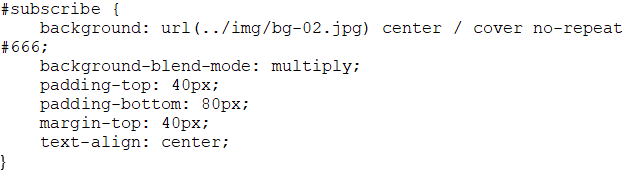 #subscribe {
    background: url(../img/bg-02.jpg) center / cover no-repeat
#666;
    background-blend-mode: multiply;
    padding-top: 40px;
    padding-bottom: 80px;
    margin-top: 40px;
    text-align: center;
}